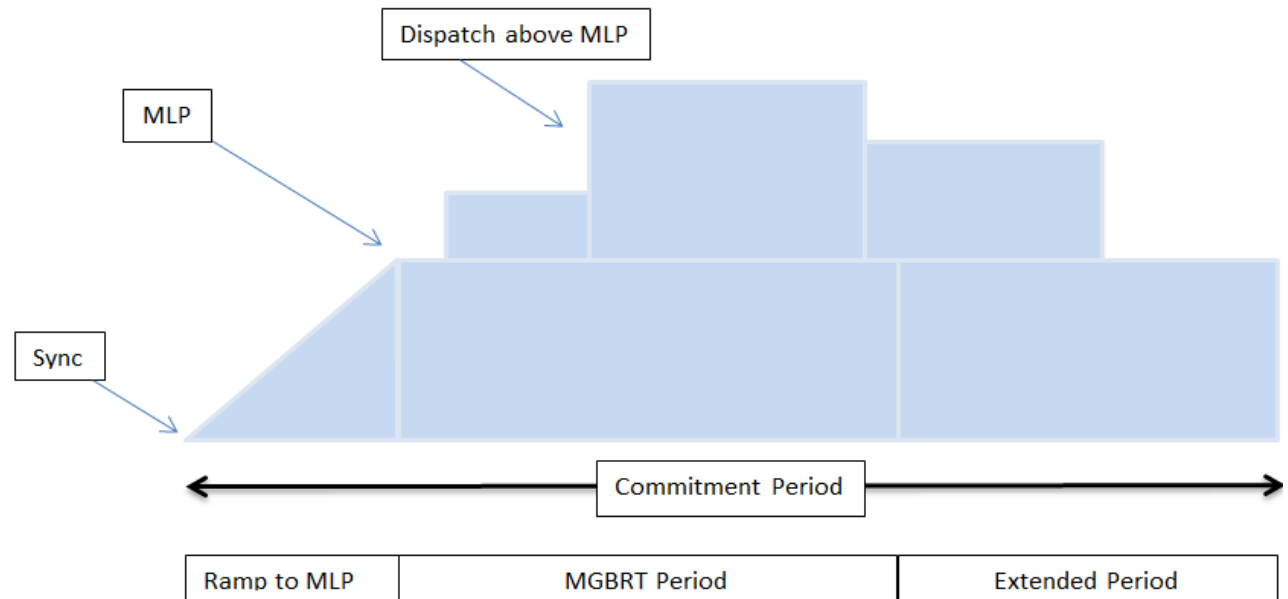 Dispatch above MLP
MLP
Sync
Commitment Period
Ramp to MLP
MGBRT Period
Extended Period